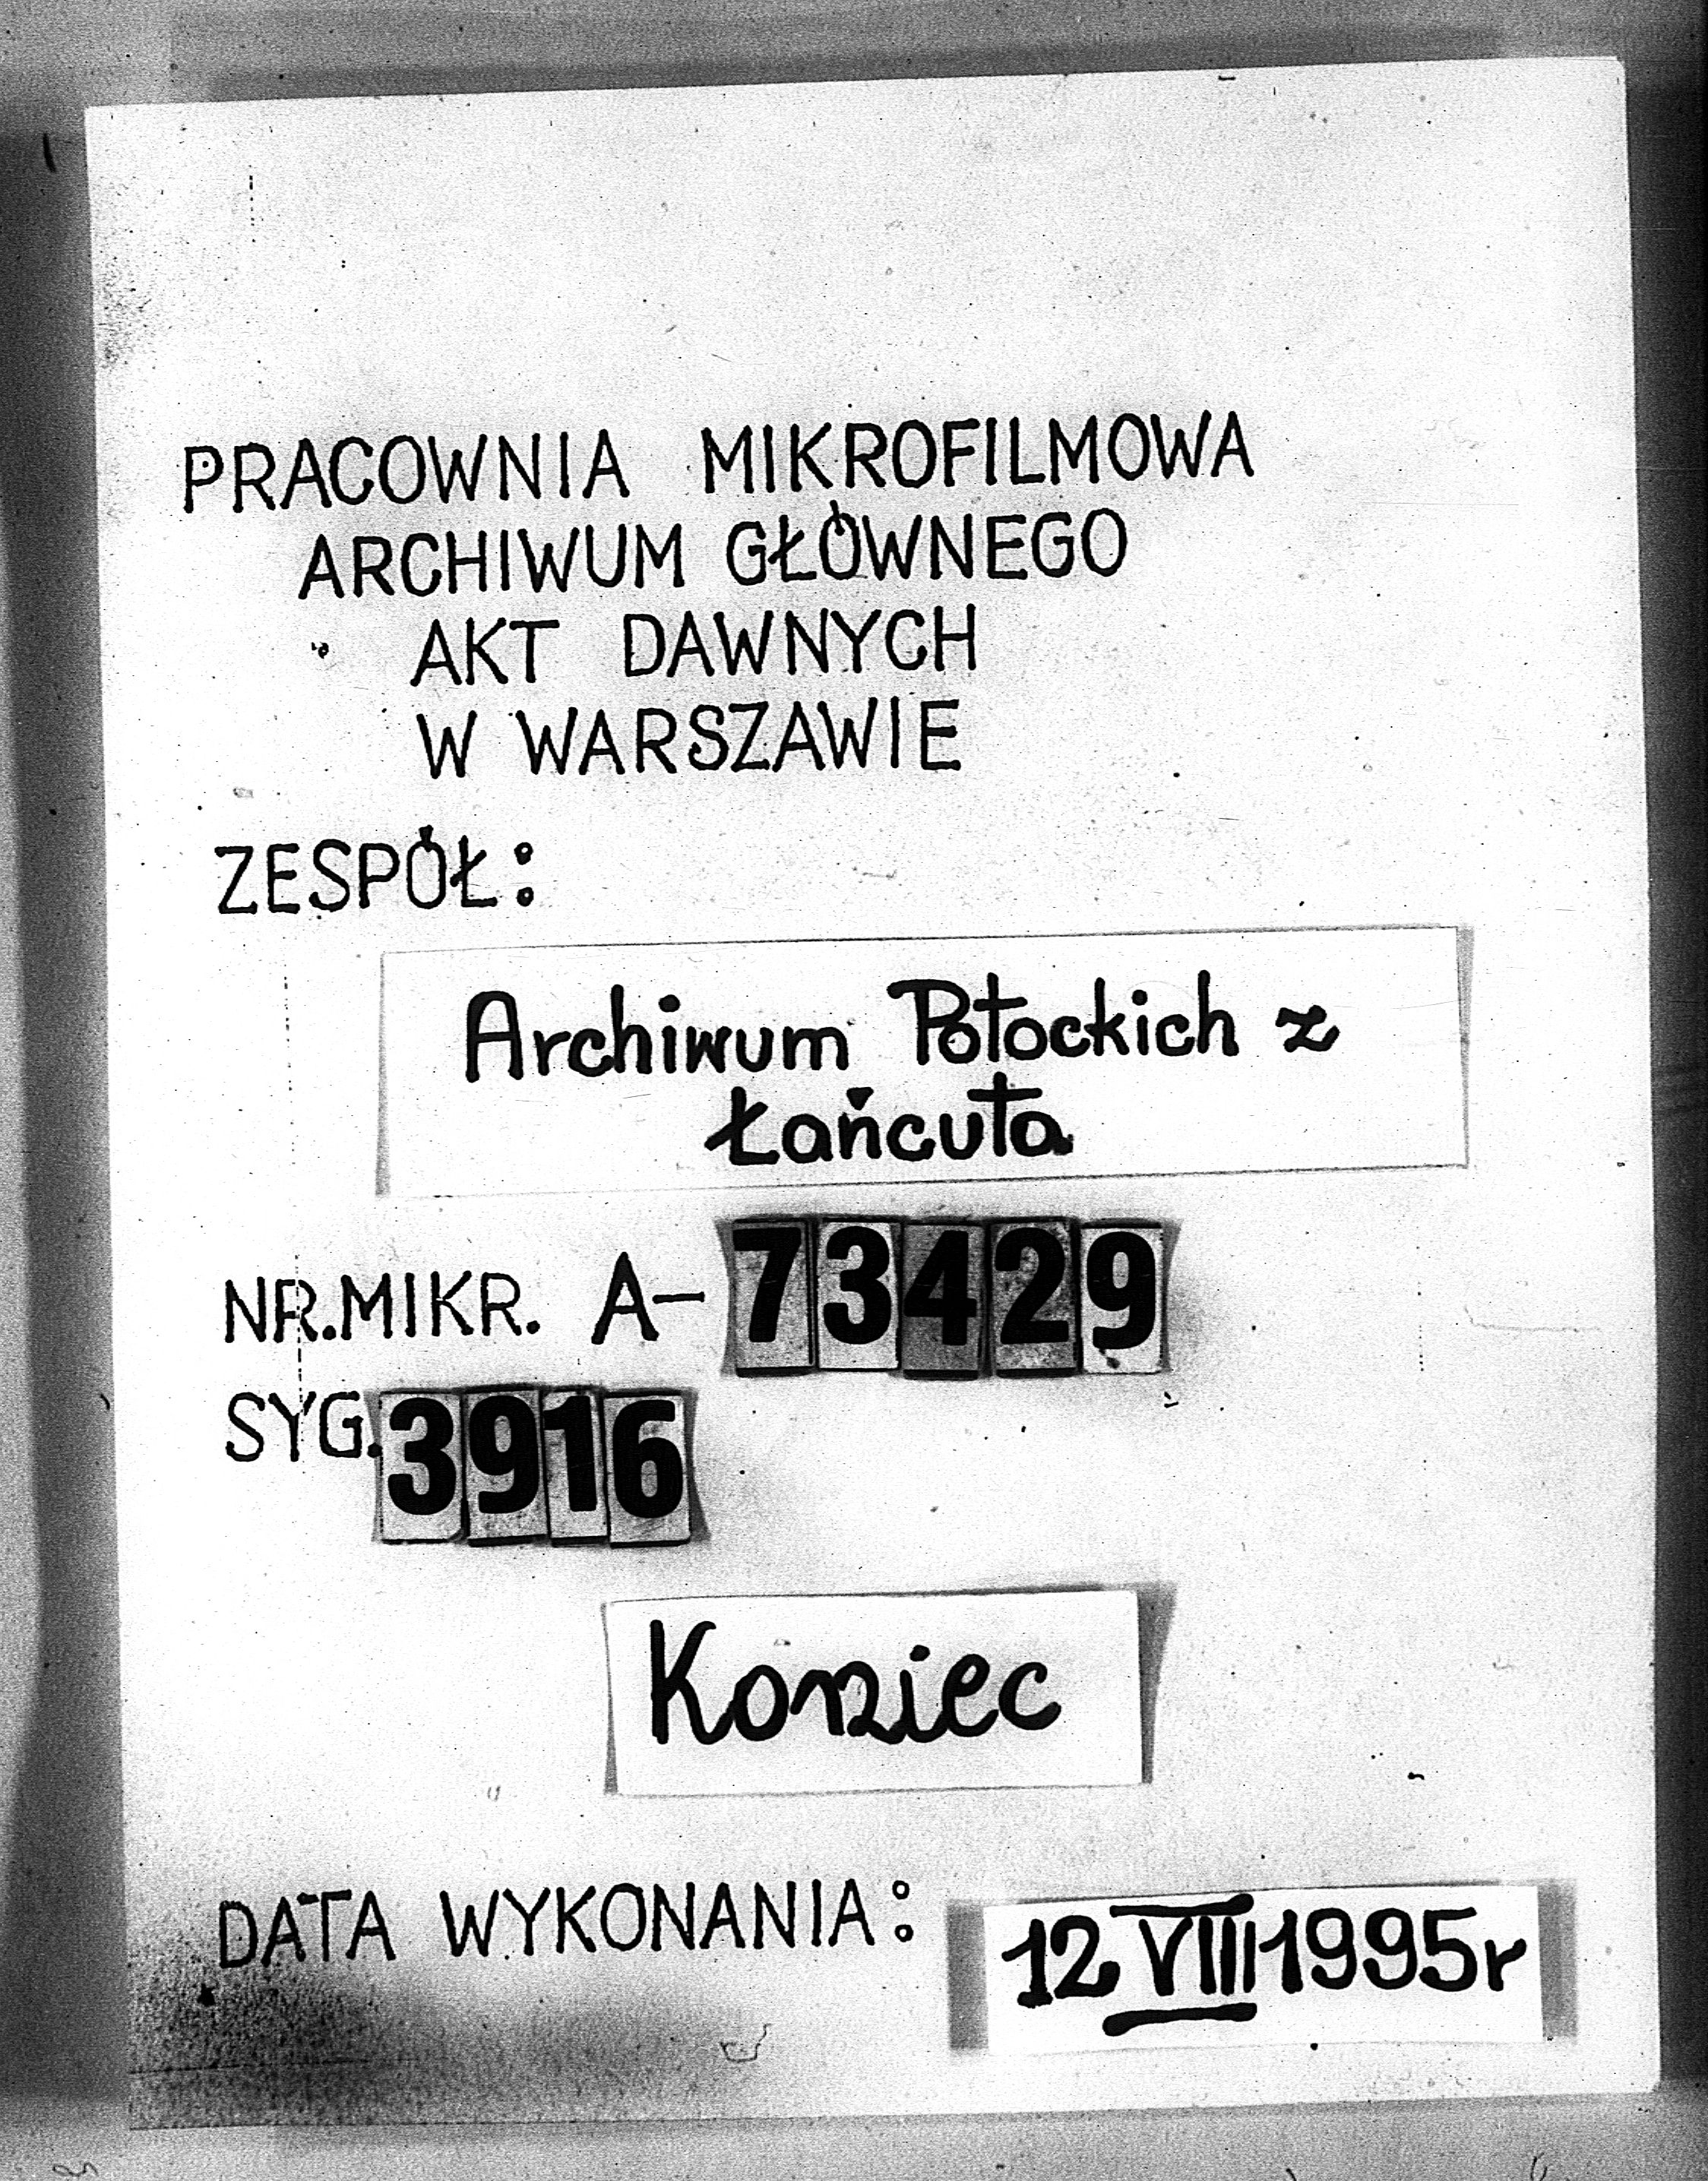 PRACOWNIA MIKROFILMOWA
ARCHIWUM GŁÓWNEGO
AKT DAWNYCH
W WARSZAWIE
ZESPÓŁ:
Archiwum Potockich z
Łańcuta
NR.MIKR. A-73429
SYG.3916
Koniec
DATA WYKONANIA: 12 VIII 1995r